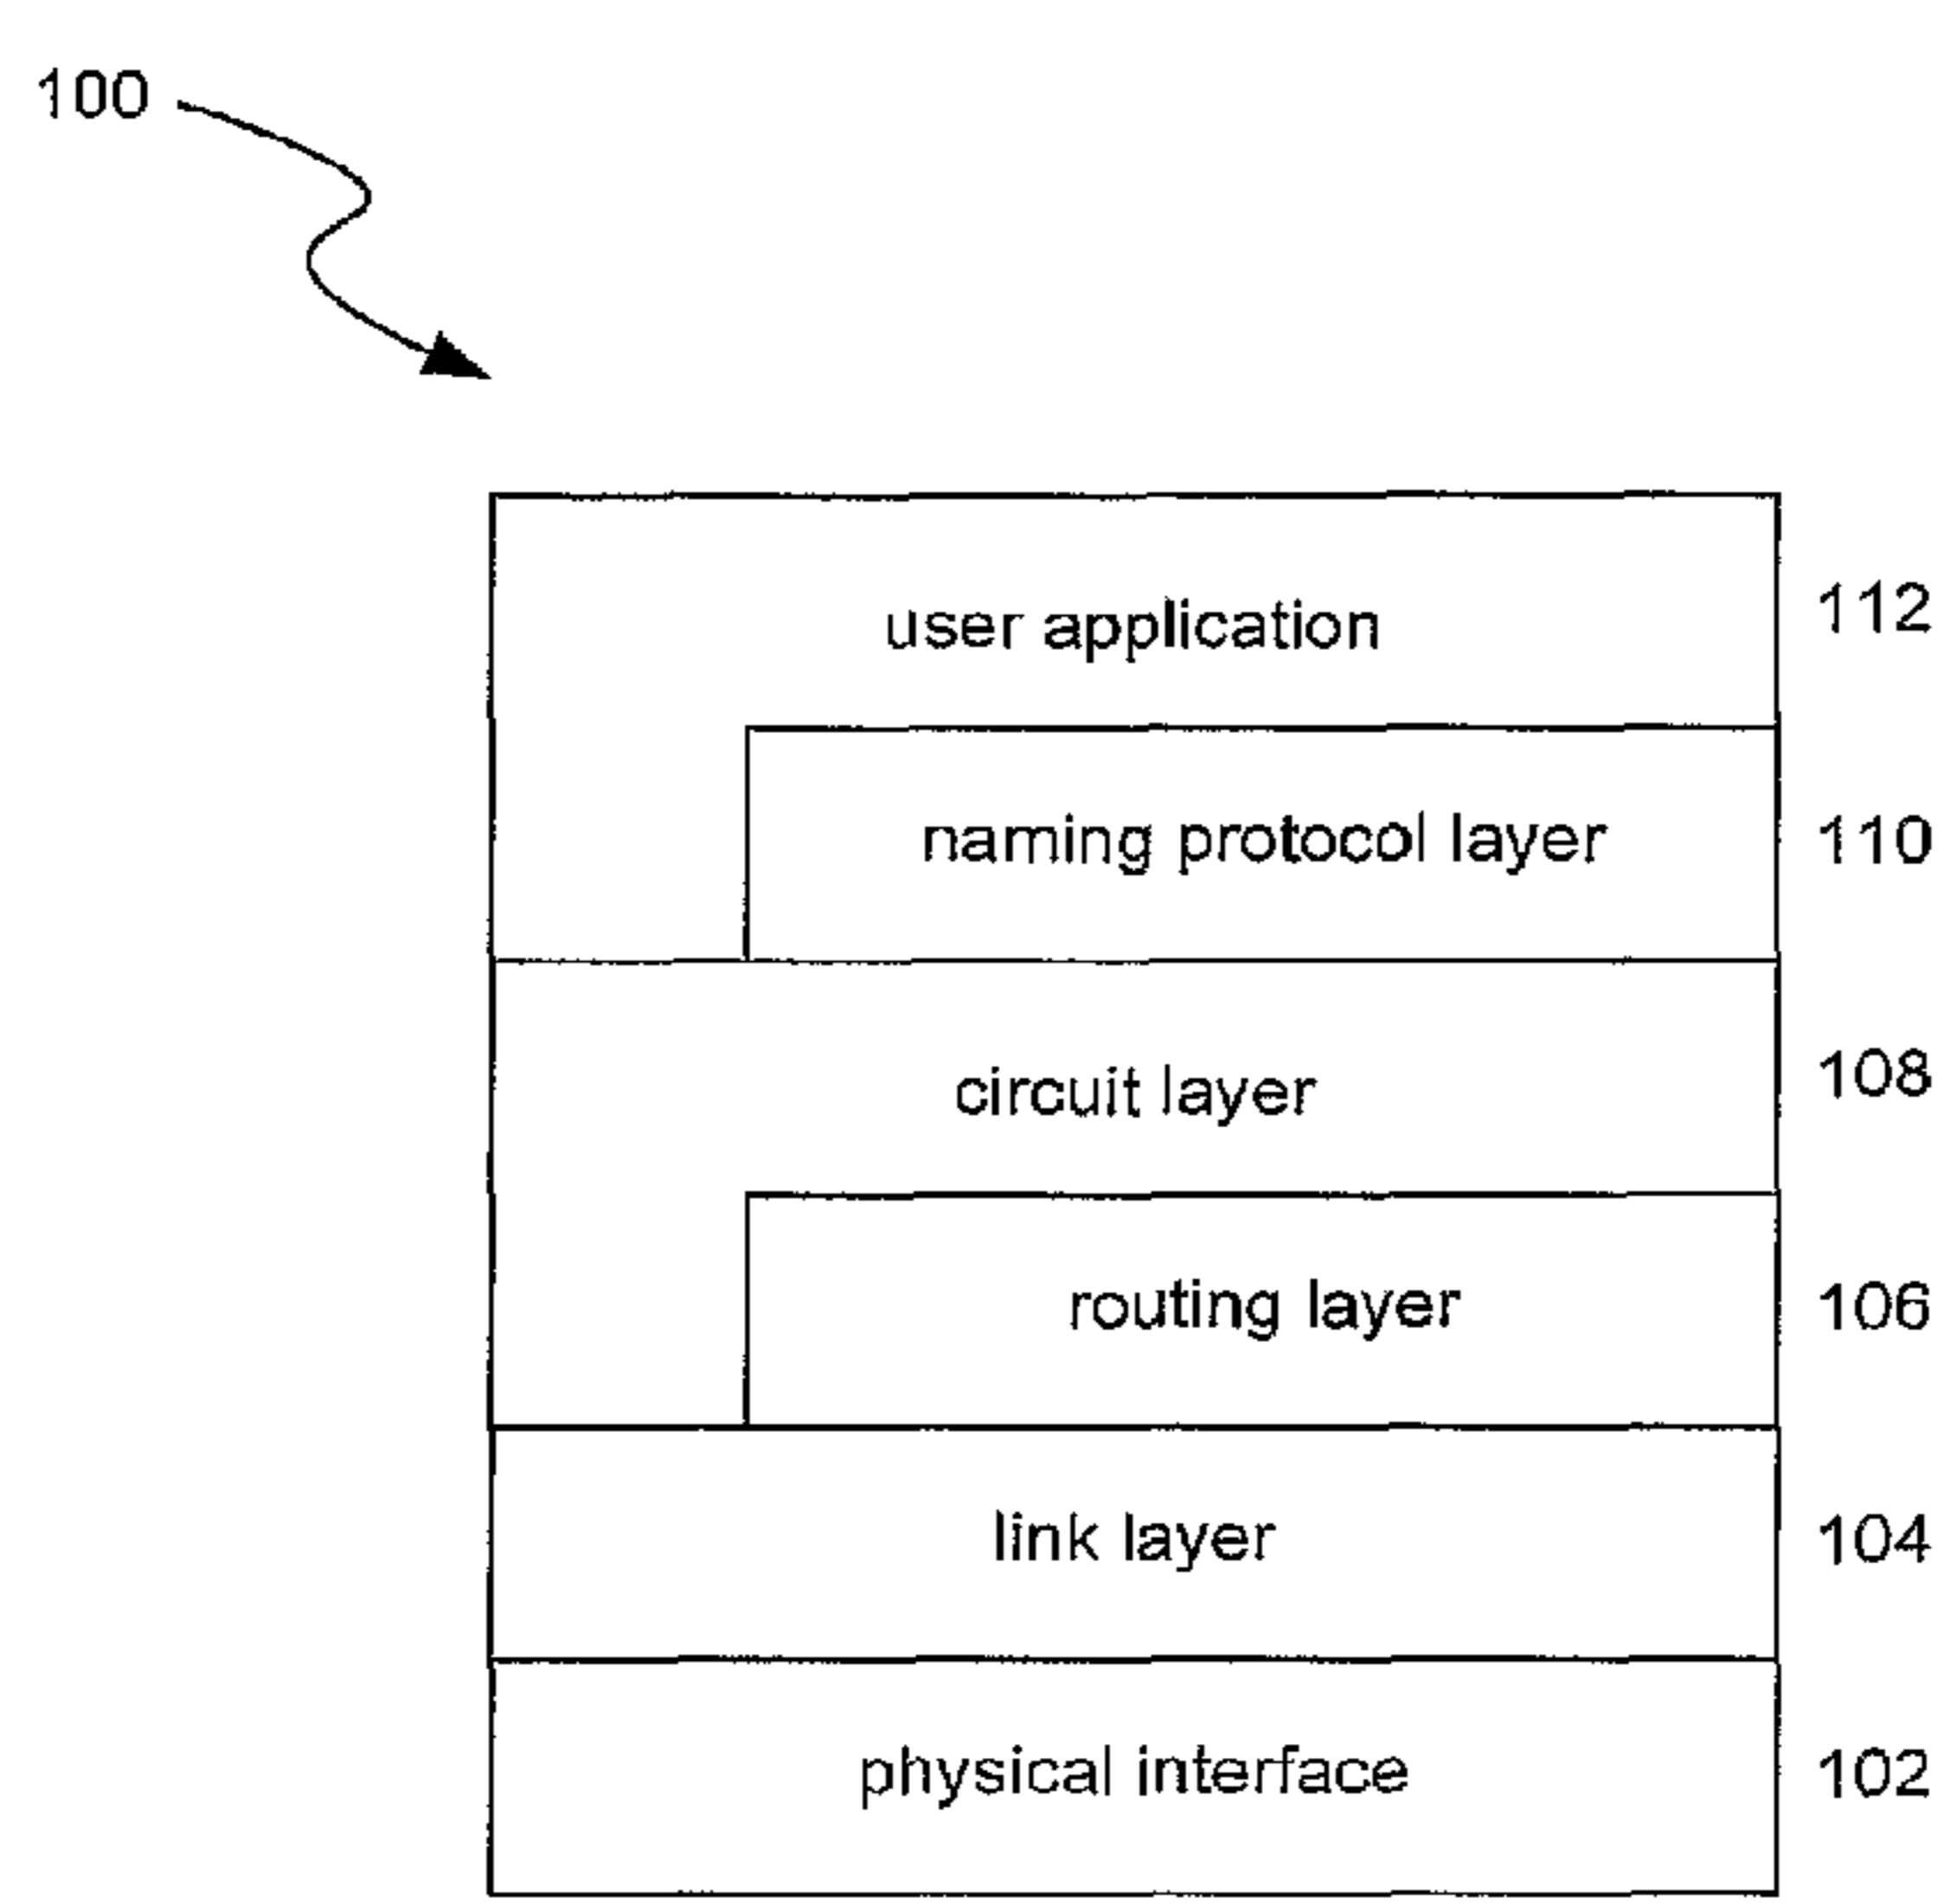 100
user application 112
naming protocol layer 110
circuit layer 108
routing layer 106
link layer 104
physical interface 102